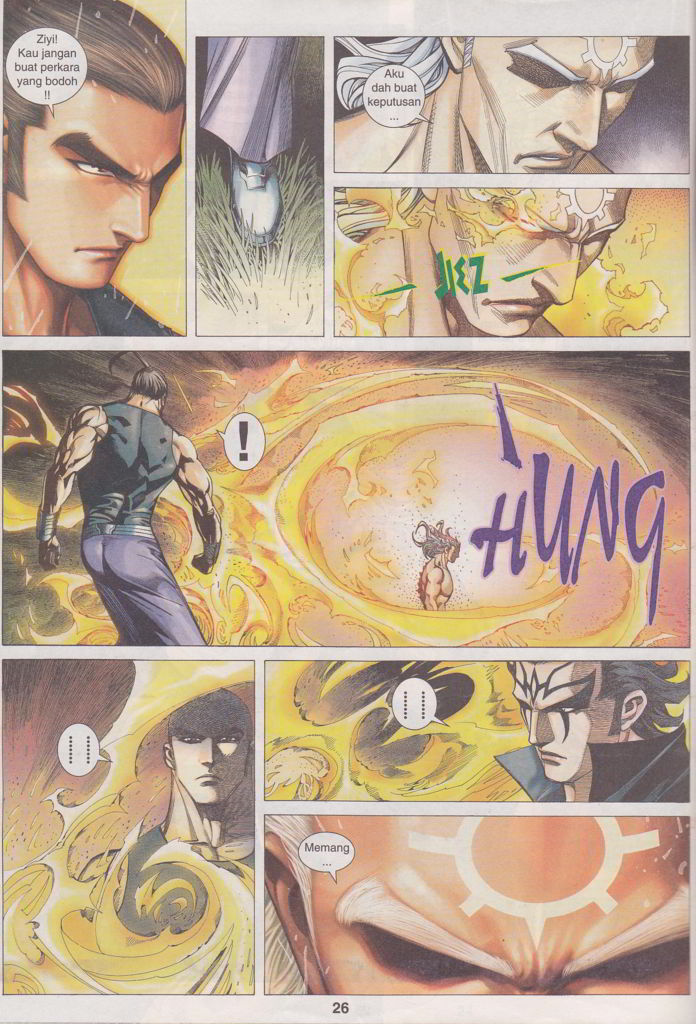 Ziyi!
Kau jangan
buat perkara
yang bodoh
!!
Aku
dah buat
keputusan
...
JIEZ
!
HUNG
!!
!!
Memang
...
26